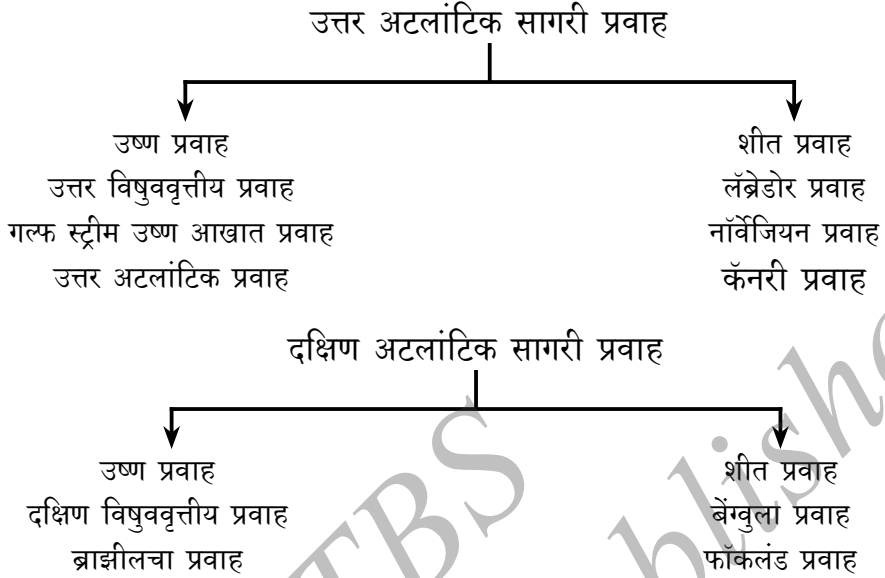 उत्तर अटलांटिक सागरी प्रवाह
उष्ण प्रवाह
उत्तर विषुववृत्तीय प्रवाह
गल्फ स्ट्रीम उष्ण आखात प्रवाह
उत्तर अटलांटिक प्रवाह
शीत प्रवाह
लॅब्रेडोर प्रवाह
नॉर्वेजियन प्रवाह
कॅनरी प्रवाह
दक्षिण अटलांटिक सागरी प्रवाह
उष्ण प्रवाह
दक्षिण विषुववृत्तीय प्रवाह
ब्राझीलचा प्रवाह
शीत प्रवाह
बेंग्वुला प्रवाह
फॉकलंड प्रवाह
TBS